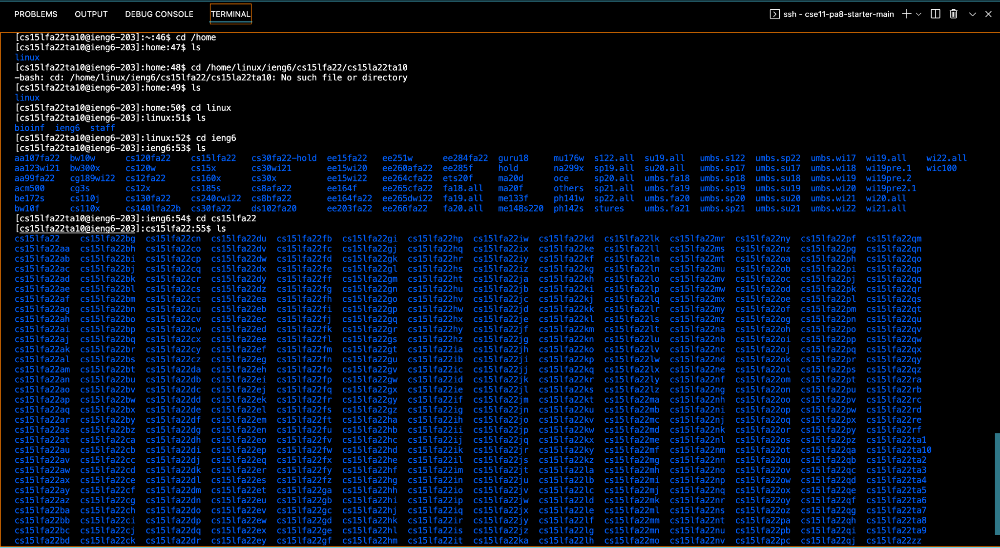 PROBLEMS OUTPUT DEBUG CONSOLE TERMINAL ssh - cse11-pa8-starter-main
[cs15lfa22ta10@ieng6-203]:~:46$ cd /home
[cs15lfa22ta10@ieng6-203]:home:47$ ls
linux
[cs15lfa22ta10@ieng6-203]:home:48$ cd /home/linux/ieng6/cs15lfa22/cs15la22ta10
-bash: cd: /home/linux/ieng6/cs15lfa22/cs15la22ta10: No such file or directory
[cs15lfa22ta10@ieng6-203]:home:49$ ls
linux
[cs15lfa22ta10@ieng6-203]:home:50$ cd linux
[cs15lfa22ta10@ieng6-203]:linux:51$ ls
bioinf ieng6 staff
[cs15lfa22ta10@ieng6-203]:linux:52$ cd ieng6
[cs15lfa22ta10@ieng6-203]:ieng6:53$ ls
aa107fa22 bw10w cs120fa22 cs15lfa22 cs30fa22-hold ee15fa22 ee251w ee284fa22 guru18 mu176w s122.all su19.all umbs.s122 umbs.sp22 umbs.wi17 wi19.all wi22.all
aa123wi21 bw300x cs120w cs15x cs30wi21 ee15wi20 ee260afa22 ee285f hold na299x sp19.all su20.all umbs.sp17 umbs.su17 umbs.wi18 wi19pre.1 wic100
aa99fa22 cg189wi22 cs12fa22 cs160x cs30x ee15wi22 ee264cfa22 ets20f ma20d oce sp20.all umbs.fa18 umbs.sp18 umbs.su18 umbs.wi19 wi19pre.2
acm500 cg3s cs12x cs185s cs8afa22 ee164f ee265cfa22 fa18.all ma20f others sp21.all umbs.fa19 umbs.sp19 umbs.su19 umbs.wi20 wi19pre2.1
be172s cs110j cs130fa22 cs240cwi22 cs8bfa22 ee164fa22 ee265dwi22 fa19.all me133f ph141w sp22.all umbs.fa20 umbs.sp20 umbs.su20 umbs.wi21 wi20.all
bw10f cs110x cs140lfa22b cs30fa22 ds102fa20 ee203fa22 ee266fa22 fa20.all me148s220 ph142s stures umbs.fa21 umbs.sp21 umbs.su21 umbs.wi22 wi21.all
[cs15lfa22ta10@ieng6-203]:ieng6:54$ cd cs15lfa22
[cs15lfa22ta10@ieng6-203]:cs15lfa22:55$ ls
cs15lfa22 cs15lfa22bg cs15lfa22cn cs15lfa22du cs15lfa22fb cs15lfa22gi cs15lfa22hp cs15lfa22iw cs15lfa22kd cs15lfa22lk cs15lfa22mr cs15lfa22ny cs15lfa22pf cs15lfa22qm
cs15lfa22aa cs15lfa22bh cs15lfa22co cs15lfa22dv cs15lfa22fc cs15lfa22gj cs15lfa22hq cs15lfa22ix cs15lfa22ke cs15lfa22ll cs15lfa22ms cs15lfa22nz cs15lfa22pg cs15lfa22qn
cs15lfa22ab cs15lfa22bi cs15lfa22cp cs15lfa22dw cs15lfa22fd cs15lfa22gk cs15lfa22hr cs15lfa22iy cs15lfa22kf cs15lfa22lm cs15lfa22mt cs15lfa22oa cs15lfa22ph cs15lfa22qo
cs15lfa22ac cs15lfa22bj cs15lfa22cq cs15lfa22dx cs15lfa22fe cs15lfa22gl cs15lfa22hs cs15lfa22iz cs15lfa22kg cs15lfa22ln cs15lfa22mu cs15lfa22ob cs15lfa22pi cs15lfa22qp
cs15lfa22ad cs15lfa22bk cs15lfa22cr cs15lfa22dy cs15lfa22ff cs15lfa22gm cs15lfa22ht cs15lfa22ja cs15lfa22kh cs15lfa22lo cs15lfa22mv cs15lfa22oc cs15lfa22pj cs15lfa22qq
cs15lfa22ae cs15lfa22bl cs15lfa22cs cs15lfa22dz cs15lfa22fg cs15lfa22gn cs15lfa22hu cs15lfa22jb cs15lfa22ki cs15lfa22lp cs15lfa22mw cs15lfa22od cs15lfa22pk cs15lfa22qr
cs15lfa22af cs15lfa22bm cs15lfa22ct cs15lfa22ea cs15lfa22fh cs15lfa22go cs15lfa22hv cs15lfa22jc cs15lfa22kj cs15lfa22lq cs15lfa22mx cs15lfa22oe cs15lfa22pl cs15lfa22qs
cs15lfa22ag cs15lfa22bn cs15lfa22cu cs15lfa22eb cs15lfa22fi cs15lfa22gp cs15lfa22hw cs15lfa22jd cs15lfa22kk cs15lfa22lr cs15lfa22my cs15lfa22of cs15lfa22pm cs15lfa22qt
cs15lfa22ah cs15lfa22bo cs15lfa22cv cs15lfa22ec cs15lfa22fj cs15lfa22gq cs15lfa22hx cs15lfa22je cs15lfa22kl cs15lfa22ls cs15lfa22mz cs15lfa22og cs15lfa22pn cs15lfa22qu
cs15lfa22ai cs15lfa22bp cs15lfa22cw cs15lfa22ed cs15lfa22fk cs15lfa22gr cs15lfa22hy cs15lfa22jf cs15lfa22km cs15lfa22lt cs15lfa22na cs15lfa22oh cs15lfa22po cs15lfa22qv
cs15lfa22aj cs15lfa22bq cs15lfa22cx cs15lfa22ee cs15lfa22fl cs15lfa22gs cs15lfa22hz cs15lfa22jg cs15lfa22kn cs15lfa22lu cs15lfa22nb cs15lfa22oi cs15lfa22pp cs15lfa22qw
cs15lfa22ak cs15lfa22br cs15lfa22cy cs15lfa22ef cs15lfa22fm cs15lfa22gt cs15lfa22ia cs15lfa22jh cs15lfa22ko cs15lfa22lv cs15lfa22nc cs15lfa22oj cs15lfa22pq cs15lfa22qx
cs15lfa22al cs15lfa22bs cs15lfa22cz cs15lfa22eg cs15lfa22fn cs15lfa22gu cs15lfa22ib cs15lfa22ji cs15lfa22kp cs15lfa22lw cs15lfa22nd cs15lfa22ok cs15lfa22pr cs15lfa22qy
cs15lfa22am cs15lfa22bt cs15lfa22da cs15lfa22eh cs15lfa22fo cs15lfa22gv cs15lfa22ic cs15lfa22jj cs15lfa22kq cs15lfa22lx cs15lfa22ne cs15lfa22ol cs15lfa22ps cs15lfa22qz
cs15lfa22an cs15lfa22bu cs15lfa22db cs15lfa22ei cs15lfa22fp cs15lfa22gw cs15lfa22id cs15lfa22jk cs15lfa22kr cs15lfa22ly cs15lfa22nf cs15lfa22om cs15lfa22pt cs15lfa22ra
cs15lfa22ao cs15lfa22bv cs15lfa22dc cs15lfa22ej cs15lfa22fq cs15lfa22gx cs15lfa22ie cs15lfa22jl cs15lfa22ks cs15lfa22lz cs15lfa22ng cs15lfa22on cs15lfa22pu cs15lfa22rb
cs15lfa22ap cs15lfa22bw cs15lfa22dd cs15lfa22ek cs15lfa22fr cs15lfa22gy cs15lfa22if cs15lfa22jm cs15lfa22kt cs15lfa22ma cs15lfa22nh cs15lfa22oo cs15lfa22pv cs15lfa22rc
cs15lfa22aq cs15lfa22bx cs15lfa22de cs15lfa22el cs15lfa22fs cs15lfa22gz cs15lfa22ig cs15lfa22jn cs15lfa22ku cs15lfa22mb cs15lfa22ni cs15lfa22op cs15lfa22pw cs15lfa22rd
cs15lfa22ar cs15lfa22by cs15lfa22df cs15lfa22em cs15lfa22ft cs15lfa22ha cs15lfa22ih cs15lfa22jo cs15lfa22kv cs15lfa22mc cs15lfa22nj cs15lfa22oq cs15lfa22px cs15lfa22re
cs15lfa22as cs15lfa22bz cs15lfa22dg cs15lfa22en cs15lfa22fu cs15lfa22hb cs15lfa22ii cs15lfa22jp cs15lfa22kw cs15lfa22md cs15lfa22nk cs15lfa22or cs15lfa22py cs15lfa22rf
cs15lfa22at cs15lfa22ca cs15lfa22dh cs15lfa22eo cs15lfa22fv cs15lfa22hc cs15lfa22ij cs15lfa22jq cs15lfa22kx cs15lfa22me cs15lfa22nl cs15lfa22os cs15lfa22pz cs15lfa22ta1
cs15lfa22au cs15lfa22cb cs15lfa22di cs15lfa22ep cs15lfa22fw cs15lfa22hd cs15lfa22ik cs15lfa22jr cs15lfa22ky cs15lfa22mf cs15lfa22nm cs15lfa22ot cs15lfa22qa cs15lfa22ta10
cs15lfa22av cs15lfa22cc cs15lfa22dj cs15lfa22eq cs15lfa22fx cs15lfa22he cs15lfa22il cs15lfa22js cs15lfa22kz cs15lfa22mg cs15lfa22nn cs15lfa22ou cs15lfa22qb cs15lfa22ta2
cs15lfa22aw cs15lfa22cd cs15lfa22dk cs15lfa22er cs15lfa22fy cs15lfa22hf cs15lfa22im cs15lfa22jt cs15lfa22la cs15lfa22mh cs15lfa22no cs15lfa22ov cs15lfa22qc cs15lfa22ta3
cs15lfa22ax cs15lfa22ce cs15lfa22dl cs15lfa22es cs15lfa22fz cs15lfa22hg cs15lfa22in cs15lfa22ju cs15lfa22lb cs15lfa22mi cs15lfa22np cs15lfa22ow cs15lfa22qd cs15lfa22ta4
cs15lfa22ay cs15lfa22cf cs15lfa22dm cs15lfa22et cs15lfa22ga cs15lfa22hh cs15lfa22io cs15lfa22jv cs15lfa22lc cs15lfa22mj cs15lfa22nq cs15lfa22ox cs15lfa22qe cs15lfa22ta5
cs15lfa22az cs15lfa22cg cs15lfa22dn cs15lfa22eu cs15lfa22gb cs15lfa22hi cs15lfa22ip cs15lfa22jw cs15lfa22ld cs15lfa22mk cs15lfa22nr cs15lfa22oy cs15lfa22qf cs15lfa22ta6
cs15lfa22ba cs15lfa22ch cs15lfa22do cs15lfa22ev cs15lfa22gc cs15lfa22hj cs15lfa22iq cs15lfa22jx cs15lfa22le cs15lfa22ml cs15lfa22ns cs15lfa22oz cs15lfa22qg cs15lfa22ta7
cs15lfa22bb cs15lfa22ci cs15lfa22dp cs15lfa22ew cs15lfa22gd cs15lfa22hk cs15lfa22ir cs15lfa22jy cs15lfa22lf cs15lfa22mm cs15lfa22nt cs15lfa22pa cs15lfa22qh cs15lfa22ta8
cs15lfa22bc cs15lfa22cj cs15lfa22dq cs15lfa22ex cs15lfa22ge cs15lfa22hl cs15lfa22is cs15lfa22jz cs15lfa22lg cs15lfa22mn cs15lfa22nu cs15lfa22pb cs15lfa22qi cs15lfa22ta9
cs15lfa22bd cs15lfa22ck cs15lfa22dr cs15lfa22ey cs15lfa22gf cs15lfa22hm cs15lfa22it cs15lfa22ka cs15lfa22lh cs15lfa22mo cs15lfa22nv cs15lfa22pc cs15lfa22qj cs15lfa22zz